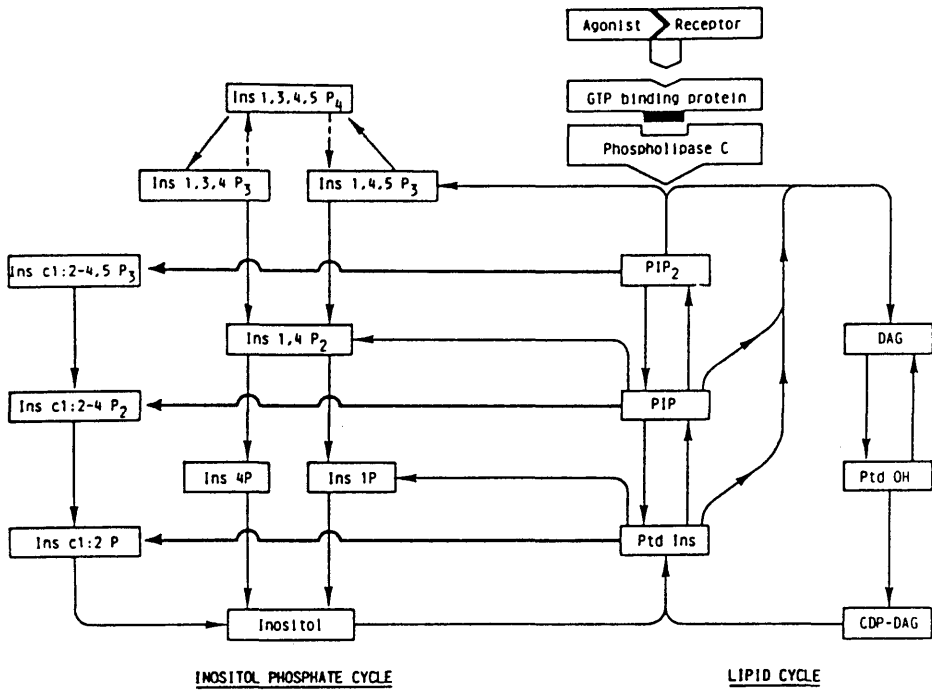 Agonist Receptor
GTP binding protein
Phospholipase C
Ins 1,3,4,5 P4
Ins 1,3,4 P3
Ins 1,4,5 P3
Ins c1:2-4,5 P3
PIP2
Ins 1,4 P2
DAG
Ins c1:2-4 P2
PIP
Ins 4P
Ins 1P
Ptd OH
Ins c1:2 P
Ptd Ins
Inositol
CDP-DAG
INOSITOL PHOSPHATE CYCLE
LIPID CYCLE